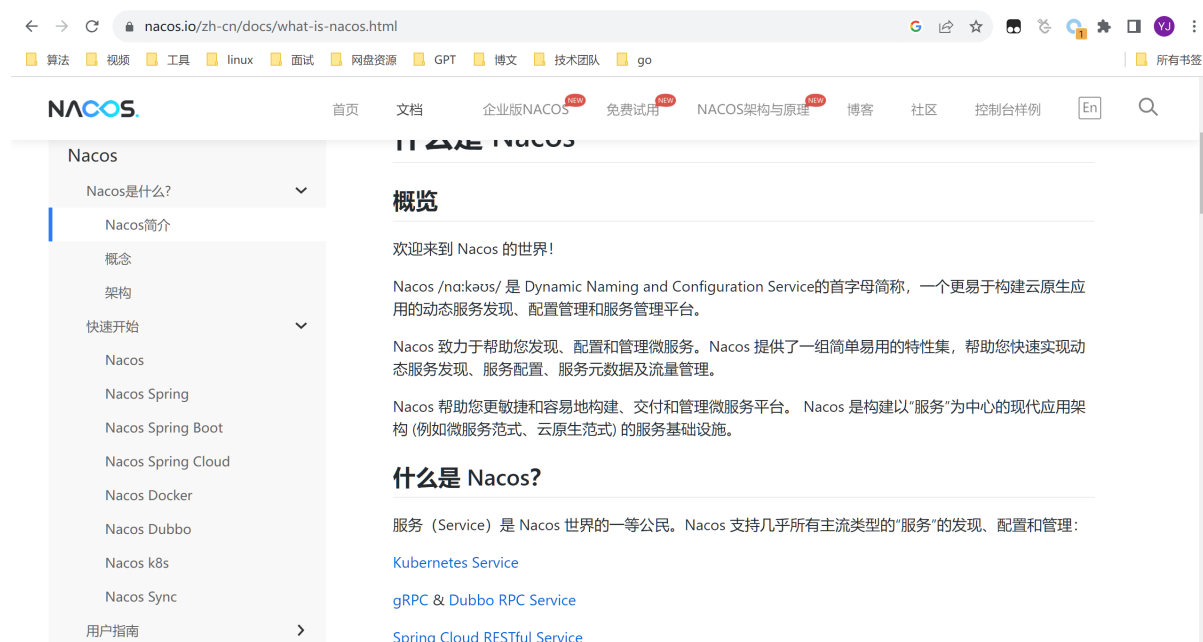 nacos.io/zh-cn/docs/what-is-nacos.html
1
YJ
算法 视频 工具 linux 面试 网盘资源 GPT 博文 技术团队 go 所有书签
NACOS.
首页 文档 企业版NACOS NEW 免费试用 NEW NACOS架构与原理 NEW 博客 社区 控制台样例 En
Nacos
Nacos是什么?
Nacos简介
概念
架构
快速开始
Nacos
Nacos Spring
Nacos Spring Boot
Nacos Spring Cloud
Nacos Docker
Nacos Dubbo
Nacos k8s
Nacos Sync
用户指南
什么是 Nacos
概览
欢迎来到 Nacos 的世界！
Nacos /nɑ:kəʊs/ 是 Dynamic Naming and Configuration Service的首字母简称，一个更易于构建云原生应
用的动态服务发现、配置管理和服务管理平台。
Nacos 致力于帮助您发现、配置和管理微服务。Nacos 提供了一组简单易用的特性集，帮助您快速实现动
态服务发现、服务配置、服务元数据及流量管理。
Nacos 帮助您更敏捷和容易地构建、交付和管理微服务平台。 Nacos 是构建以“服务”为中心的现代应用架
构 (例如微服务范式、云原生范式) 的服务基础设施。
什么是 Nacos？
服务（Service）是 Nacos 世界的一等公民。Nacos 支持几乎所有主流类型的“服务”的发现、配置和管理：
Kubernetes Service
gRPC & Dubbo RPC Service
Spring Cloud RESTful Service